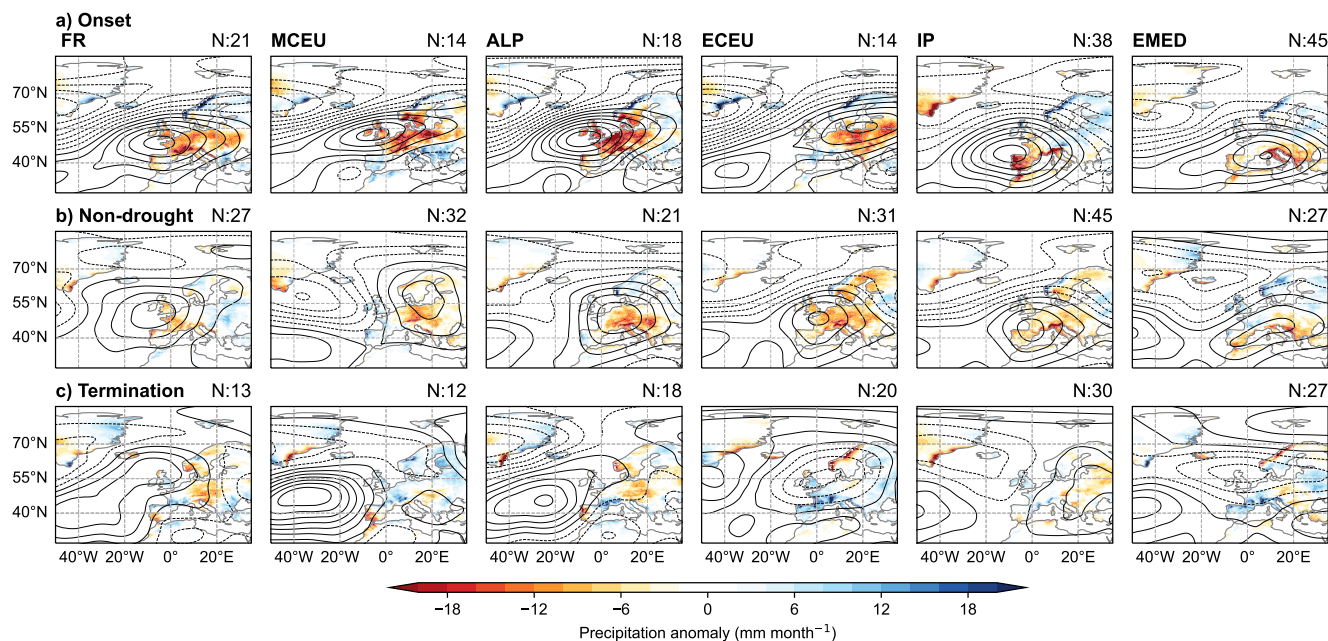 a) Onset
FR N:21 MCEU N:14 ALP N:18 ECEU N:14 IP N:38 EMED N:45
70°N
55°N
40°N
b) Non-drought N:27 N:32 N:21 N:31 N:45 N:27
70°N
55°N
40°N
c) Termination N:13 N:12 N:18 N:20 N:30 N:27
70°N
55°N
40°N
40°W 20°W 0° 20°E 40°W 20°W 0° 20°E 40°W 20°W 0° 20°E 40°W 20°W 0° 20°E 40°W 20°W 0° 20°E 40°W 20°W 0° 20°E
−18 −12 −6 0 6 12 18
Precipitation anomaly (mm month⁻¹)